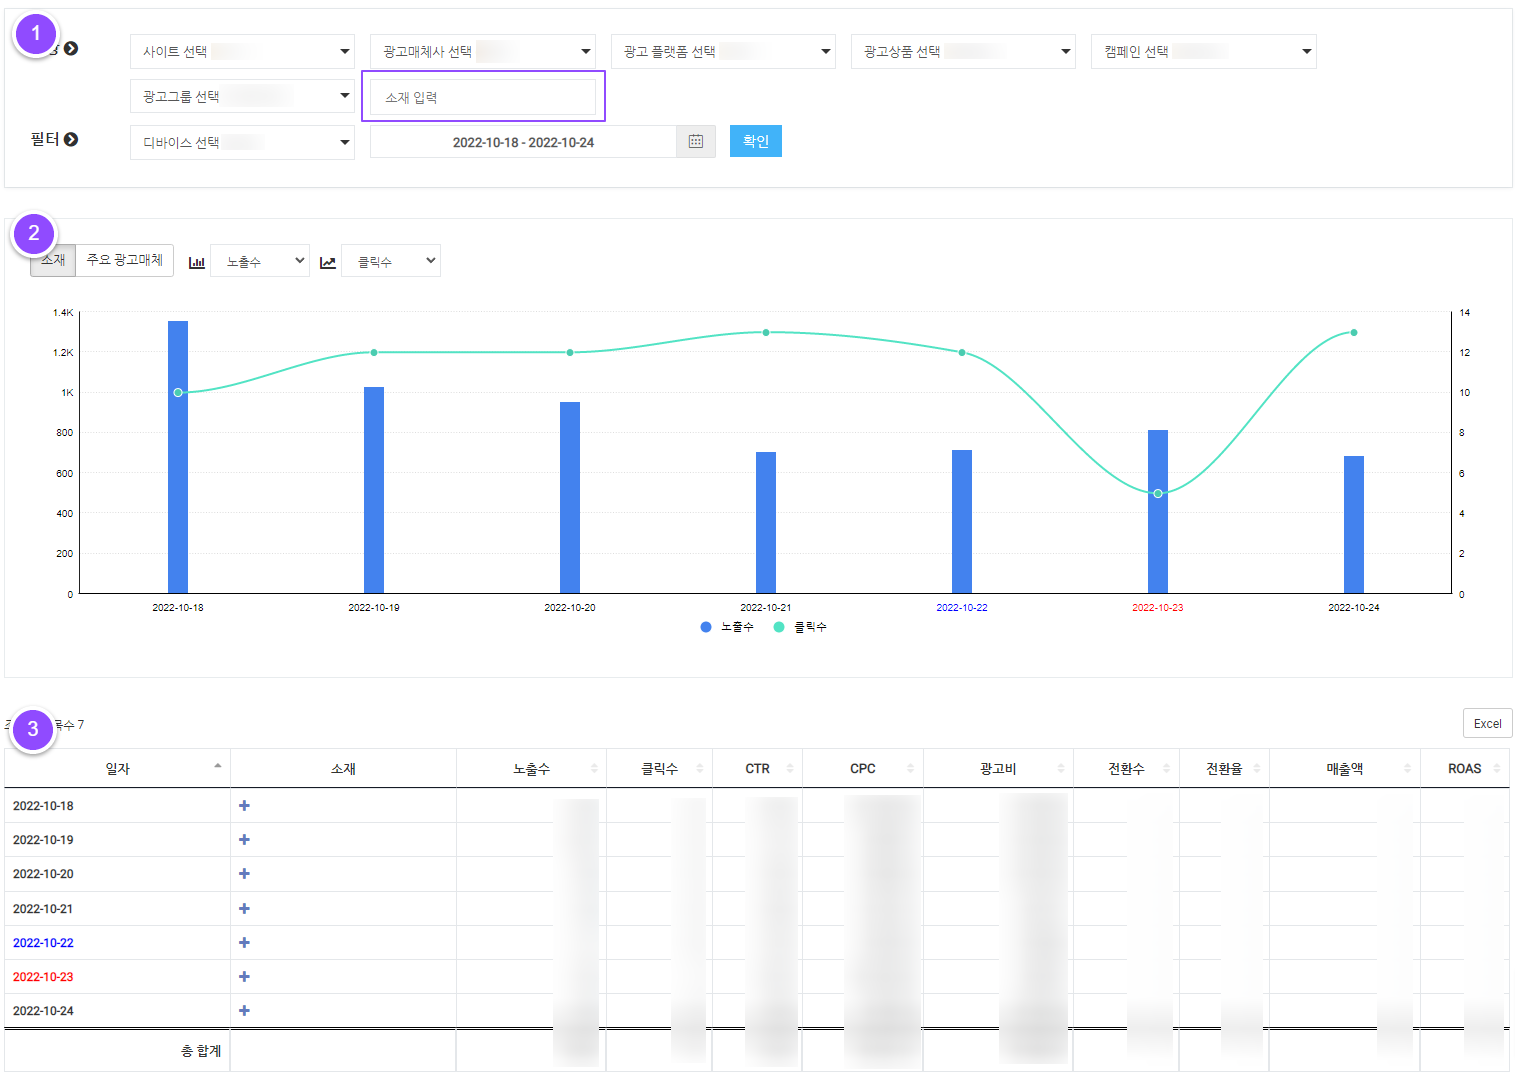 1
사이트 선택 광고매체사 선택 광고 플랫폼 선택 광고상품 선택 캠페인 선택
광고그룹 선택 소재 입력
필터 디바이스 선택 2022-10-18 - 2022-10-24 확인
2
소재 주요 광고매체 노출수 클릭수
1.4K 14
1.2K 12
1K 10
800 8
600 6
400 4
200 2
0 0
2022-10-18 2022-10-19 2022-10-20 2022-10-21 2022-10-22 2022-10-23 2022-10-24
노출수 클릭수
3 록수 7 Excel
일자 소재 노출수 클릭수 CTR CPC 광고비 전환수 전환율 매출액 ROAS
2022-10-18 +
2022-10-19 +
2022-10-20 +
2022-10-21 +
2022-10-22 +
2022-10-23 +
2022-10-24 +
총 합계